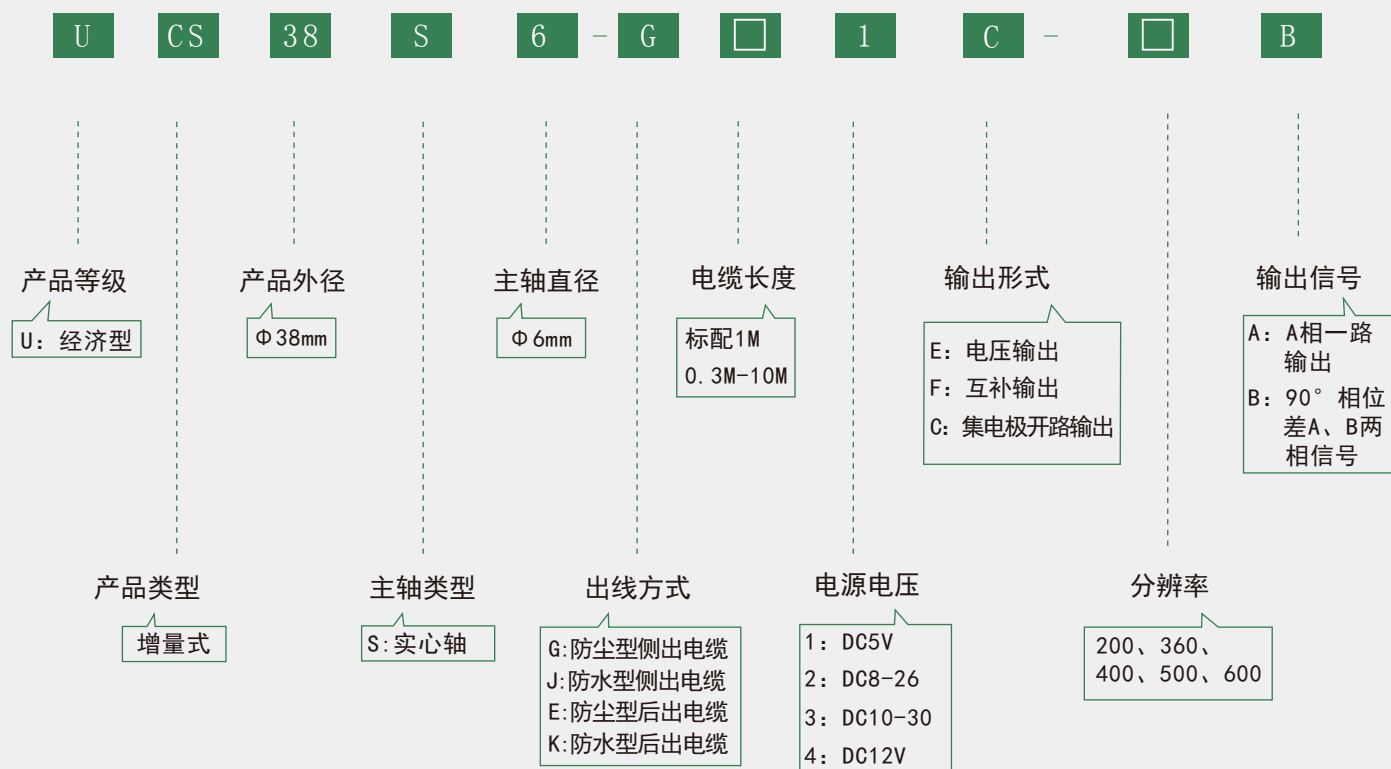 U CS 38 S 6 - G □ 1 C - □ B
产品等级
U: 经济型
产品外径
Φ38mm
主轴直径
Φ6mm
电缆长度
标配1M
0.3M-10M
输出形式
E: 电压输出
F: 互补输出
C: 集电极开路输出
输出信号
A: A相一路
输出
B: 90°相位
差A、B两
相信号
产品类型
增量式
主轴类型
S:实心轴
出线方式
G:防尘型侧出电缆
J:防水型侧出电缆
E:防尘型后出电缆
K:防水型后出电缆
电源电压
1: DC5V
2: DC8-26
3: DC10-30
4: DC12V
分辨率
200、360、
400、500、600